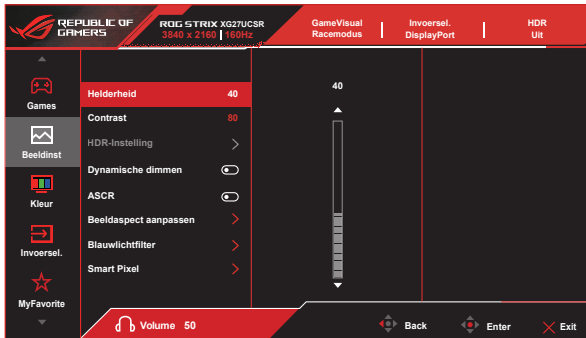 REPUBLIC OF
GAMERS
ROG STRIX XG27UCSR
3840 x 2160 160Hz
GameVisual
Racemodus
Invoersel.
DisplayPort
HDR
Uit
Games
Beeldinst
Kleur
Invoersel.
MyFavorite
Helderheid 40
Contrast 80
HDR-Instelling
Dynamische dimmen
ASCR
Beeldaspect aanpassen
Blauwlichtfilter
Smart Pixel
40
Volume 50
Back
Enter
Exit